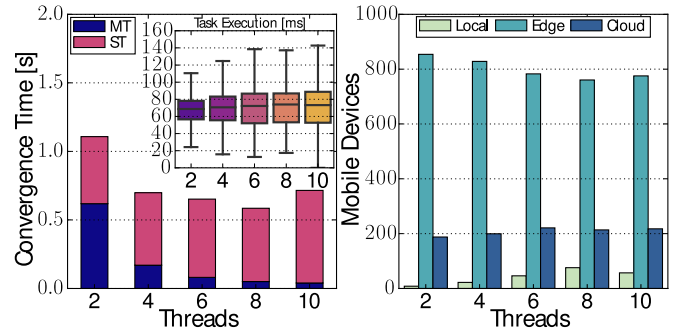 MT
ST
Task Execution [ms]
160
140
120
100
80
60
40
20
0
2 4 6 8 10
Convergence Time [s]
2.0
1.5
1.0
0.5
0.0
2 4 6 8 10
Threads
Local Edge Cloud
Mobile Devices
1000
800
600
400
200
0
2 4 6 8 10
Threads